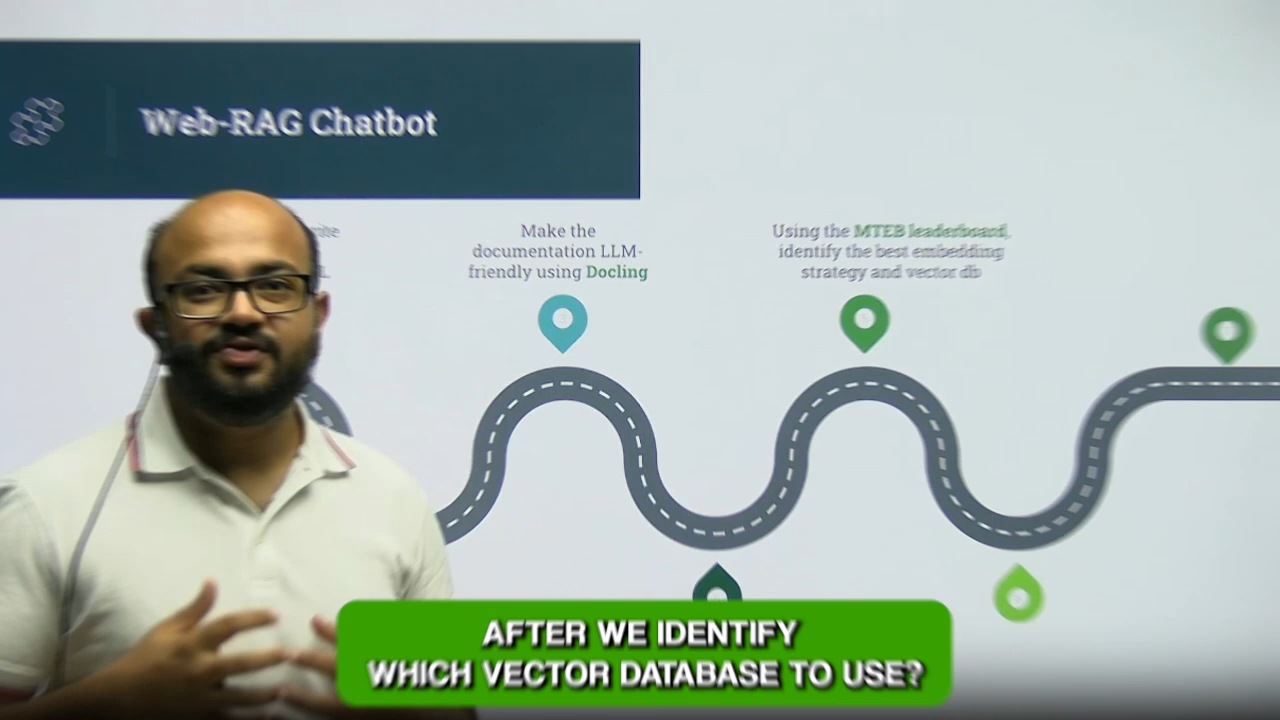 Web-RAG Chatbot
Make the
documentation LLM-
friendly using Docling
Using the MTEB leaderboard,
identify the best embedding
strategy and vector db
AFTER WE IDENTIFY
WHICH VECTOR DATABASE TO USE?